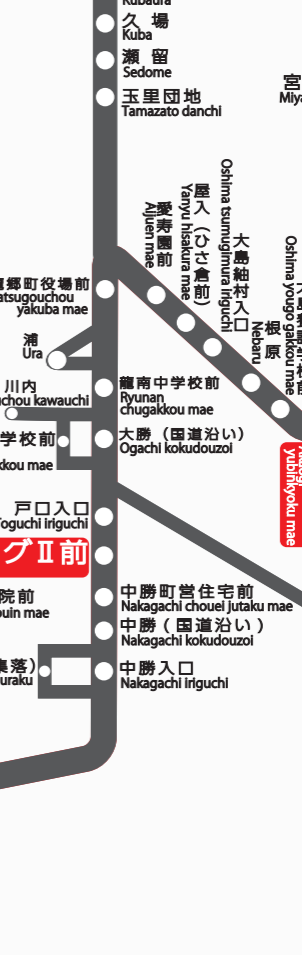 久場
Kuba
瀬留
Sedome
玉里団地
Tamazato danchi
Oshima tsumugimura iriguchi
大島紬村入口
屋入（ひさ倉前）
Yanyu hisakura mae
愛寿園前
Aijuen mae
根原
Nebaru
Oshima yougo gakkou mae
郷町役場前
yakuba mae
浦
Ura
川内
kawauchi
龍南中学校前
Ryunan
chugakkou mae
学校前
大勝（国道沿い）
Ogachi kokudouzoi
yubinkyoku mae
戸口入口
Toguchi iriguchi
グⅡ前
院前
中勝町営住宅前
Nakagachi chouei jutaku mae
中勝（国道沿い）
Nakagachi kokudouzoi
集落）
中勝入口
Nakagachi iriguchi